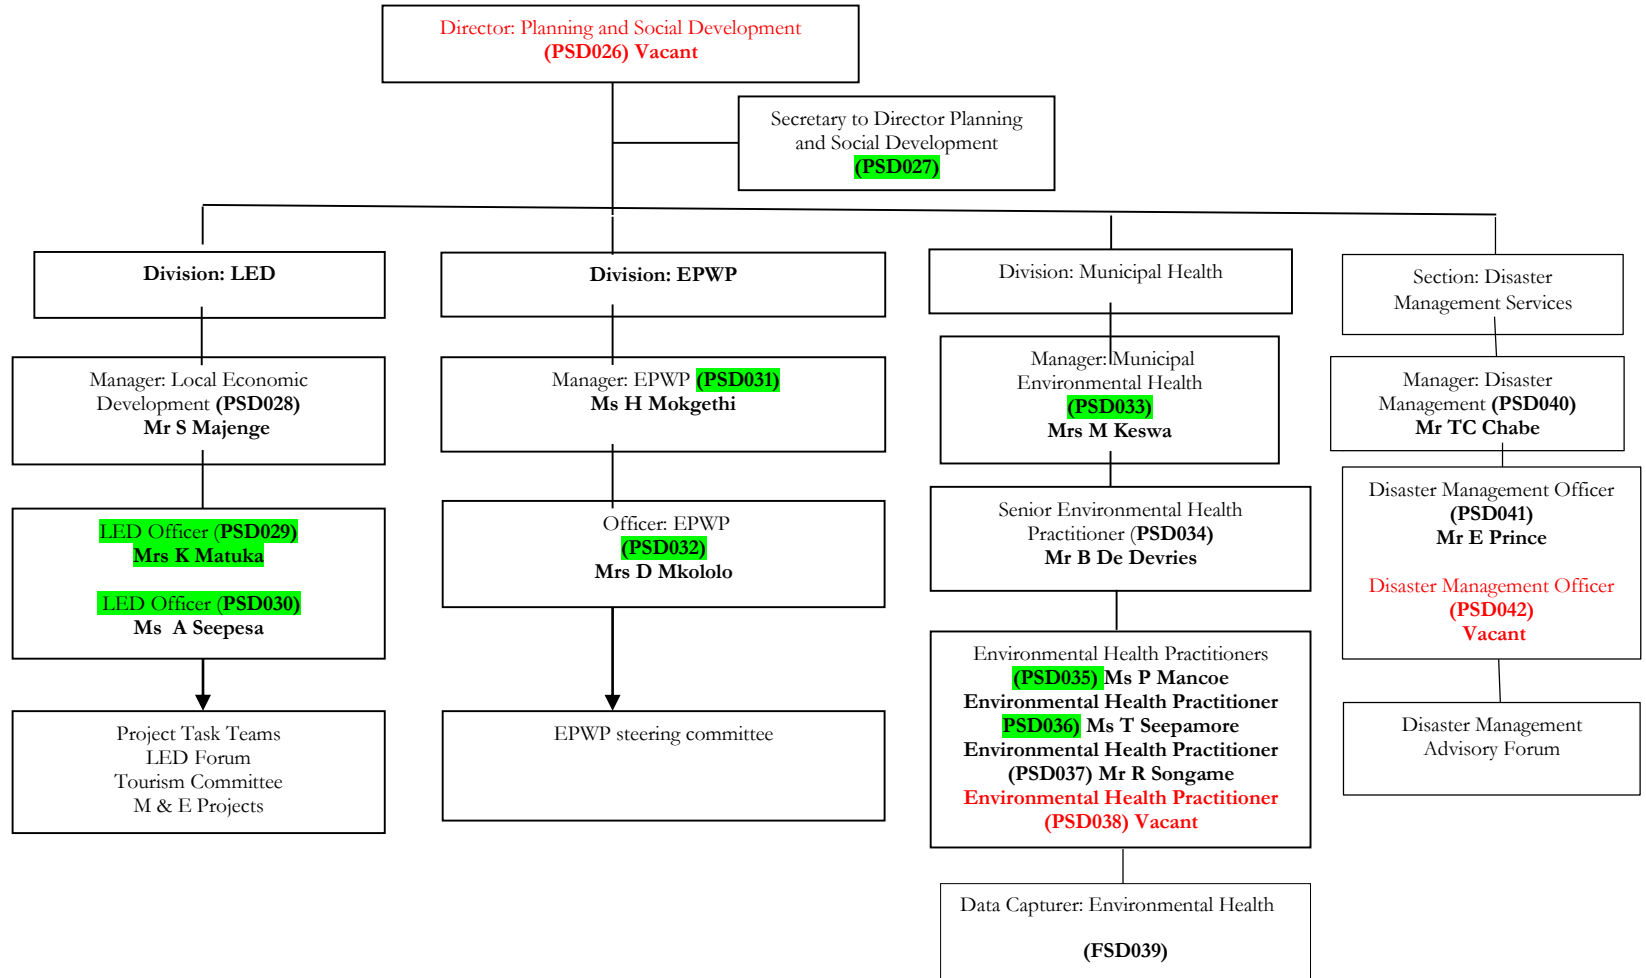 Director: Planning and Social Development
(PSD026) Vacant
Secretary to Director Planning
and Social Development
(PSD027)
Division: LED
Manager: Local Economic
Development (PSD028)
Mr S Majenge
LED Officer (PSD029)
Mrs K Matuka
LED Officer (PSD030)
Ms A Seepesa
Project Task Teams
LED Forum
Tourism Committee
M & E Projects
Division: EPWP
Manager: EPWP (PSD031)
Ms H Mokgethi
Officer: EPWP
(PSD032)
Mrs D Mkololo
EPWP steering committee
Division: Municipal Health
Manager: Municipal
Environmental Health
(PSD033)
Mrs M Keswa
Senior Environmental Health
Practitioner (PSD034)
Mr B De Devries
Environmental Health Practitioners
(PSD035) Ms P Mancoe
Environmental Health Practitioner
PSD036) Ms T Seepamore
Environmental Health Practitioner
(PSD037) Mr R Songame
Environmental Health Practitioner
(PSD038) Vacant
Data Capturer: Environmental Health
(FSD039)
Section: Disaster
Management Services
Manager: Disaster
Management (PSD040)
Mr TC Chabe
Disaster Management Officer
(PSD041)
Mr E Prince
Disaster Management Officer
(PSD042)
Vacant
Disaster Management
Advisory Forum